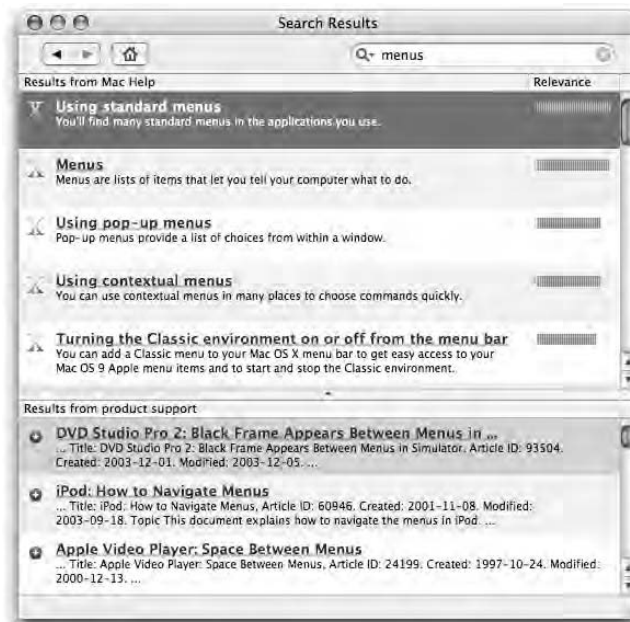 Search Results
menus
Results from Mac Help Relevance
Using standard menus
You'll find many standard menus in the applications you use.
Menus
Menus are lists of items that let you tell your computer what to do.
Using pop-up menus
Pop-up menus provide a list of choices from within a window.
Using contextual menus
You can use contextual menus in many places to choose commands quickly.
Turning the Classic environment on or off from the menu bar
You can add a Classic menu to your Mac OS X menu bar to get easy access to your
Mac OS 9 Apple menu items and to start and stop the Classic environment.
Results from product support
DVD Studio Pro 2: Black Frame Appears Between Menus in ...
... Title: DVD Studio Pro 2: Black Frame Appears Between Menus in Simulator, Article ID: 93504.
Created: 2003-12-01. Modified: 2003-12-05. ...
iPod: How to Navigate Menus
... Title: iPod: How to Navigate Menus, Article ID: 60946. Created: 2001-11-08. Modified:
2003-09-18. Topic This document explains how to navigate the menus in iPod. ...
Apple Video Player: Space Between Menus
... Title: Apple Video Player: Space Between Menus, Article ID: 24199. Created: 1997-10-24. Modified:
2000-12-13. ...